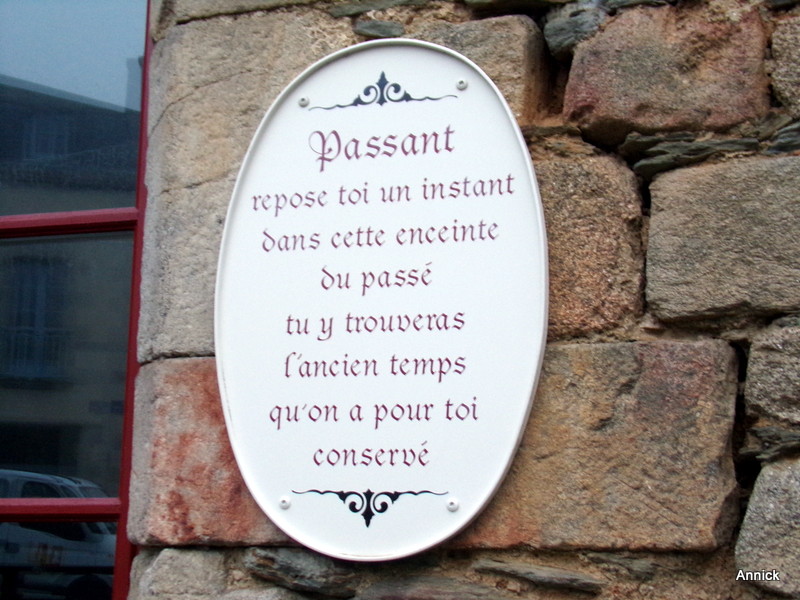 Passant
repose toi un instant
dans cette enceinte
du passé
tu y trouveras
l'ancien temps
qu'on a pour toi
conservé
Annick